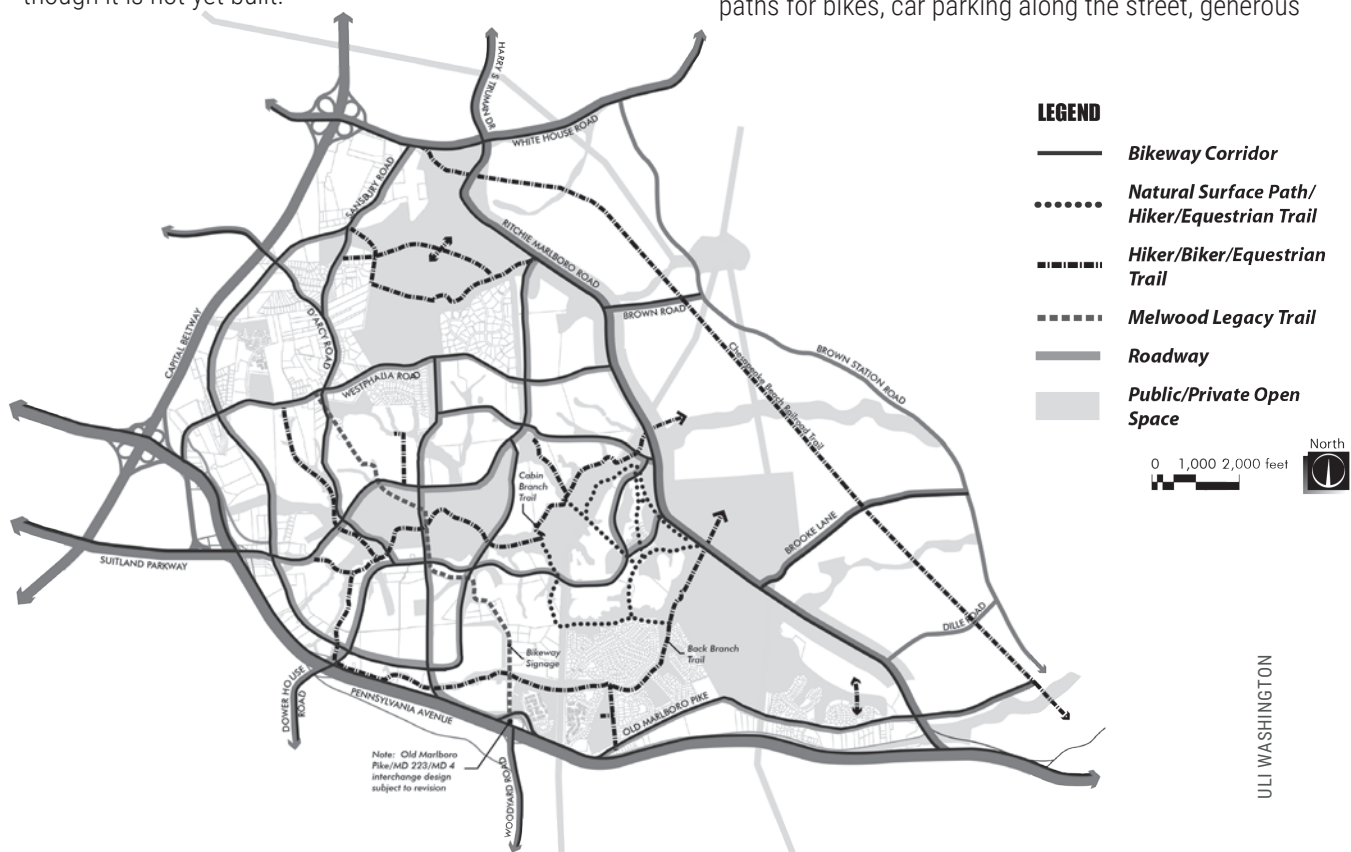 though it is not yet built.
paths for bikes, car parking along the street, generous
HARRY S TRUMAN DR
WHITE HOUSE ROAD
SANSBURY ROAD
RITCHIE MARLBORO ROAD
BROWN ROAD
CAPITAL BELTWAY
D'ARCY ROAD
WESTPHALIA ROAD
Chesapeake Beach Railroad Trail
BROWN STATION ROAD
Cabin
Branch
Trail
BROOKE LANE
SUITLAND PARKWAY
DILLE ROAD
Bikeway
Signage
Back Branch
Trail
DOWER HOUSE
ROAD
PENNSYLVANIA AVENUE
OLD MARLBORO PIKE
Note: Old Marlboro
Pike/MD 223/MD 4
interchange design
subject to revision
WOODYARD ROAD
LEGEND
Bikeway Corridor
Natural Surface Path/
Hiker/Equestrian Trail
Hiker/Biker/Equestrian
Trail
Melwood Legacy Trail
Roadway
Public/Private Open
Space
North
0 1,000 2,000 feet
ULI WASHINGTON